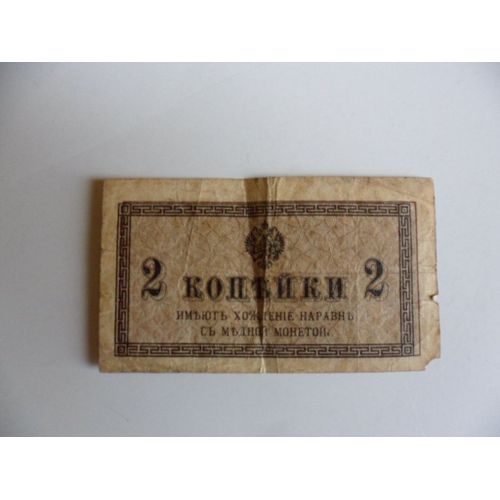 2 КОПѢЙКИ 2
ИМѢЮТЪ ХОЖДЕНІЕ НАРАВНѢ
СЪ МѢДНОЙ МОНЕТОЙ.